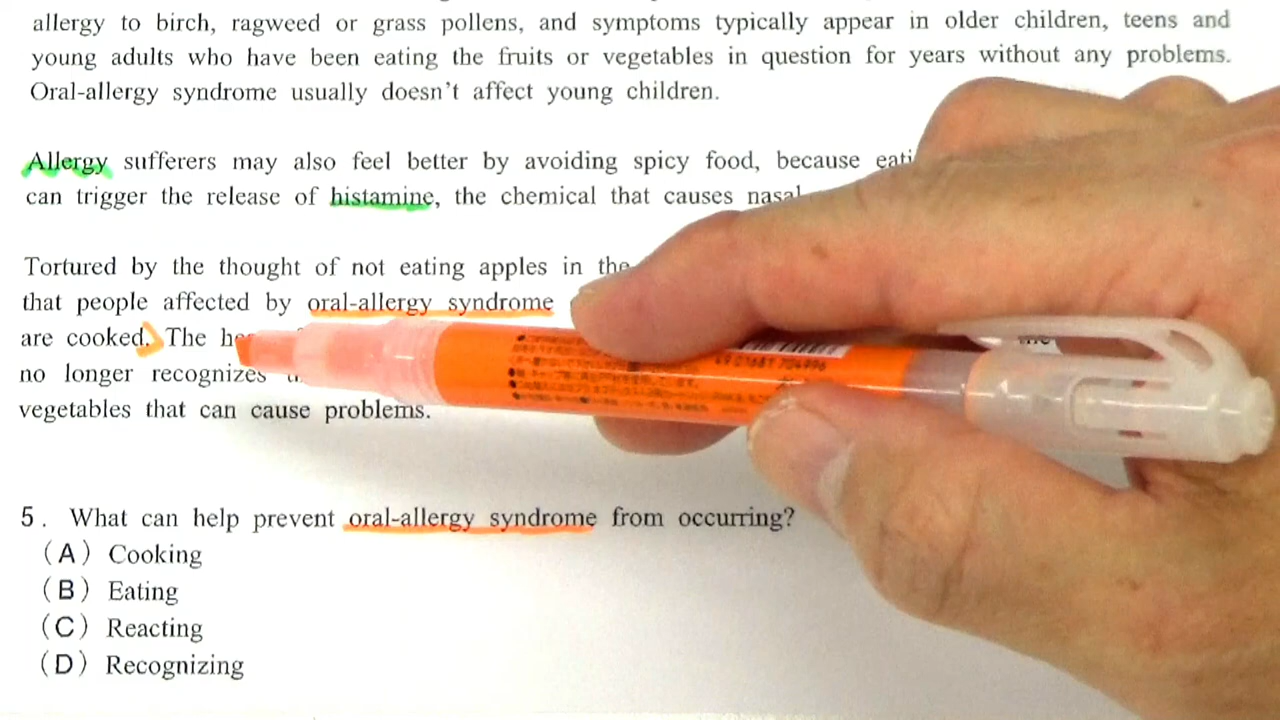 allergy to birch, ragweed or grass pollens, and symptoms typically appear in older children, teens and
young adults who have been eating the fruits or vegetables in question for years without any problems.
Oral-allergy syndrome usually doesn't affect young children.
Allergy sufferers may also feel better by avoiding spicy food, because
can trigger the release of histamine, the chemical that causes nasal
Tortured by the thought of not eating apples in the
that people affected by oral-allergy syndrome
are cooked. The
no longer recognizes
vegetables that can cause problems.
5. What can help prevent oral-allergy syndrome from occurring?
(A) Cooking
(B) Eating
(C) Reacting
(D) Recognizing